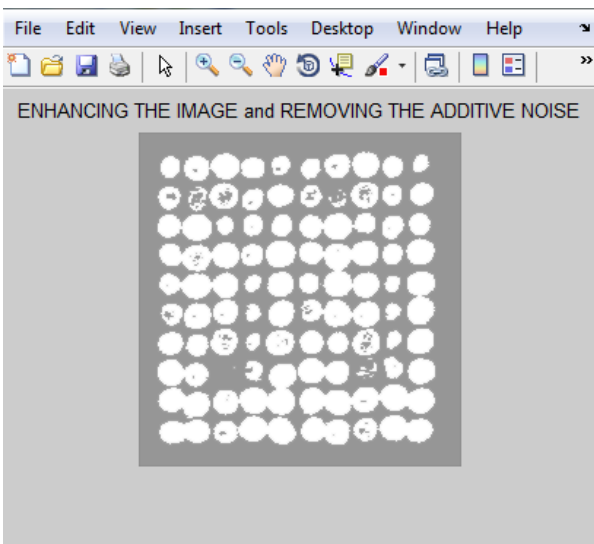 File Edit View Insert Tools Desktop Window Help
ENHANCING THE IMAGE and REMOVING THE ADDITIVE NOISE